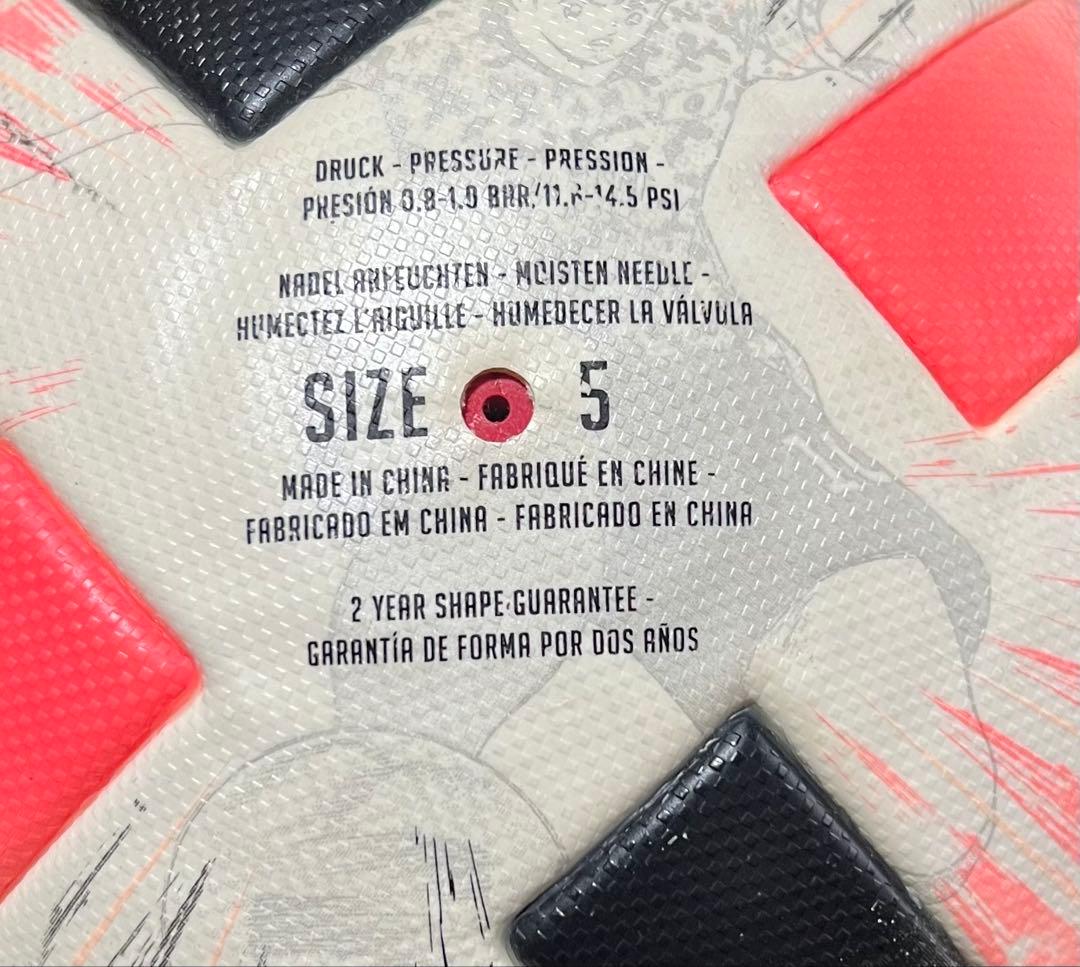 DRUCK - PRESSURE - PRESSION -
PRESIÓN 0.8-1.0 BAR/11.6-14.5 PSI
NADEL ANFEUCHTEN - MOISTEN NEEDLE -
HUMECTEZ L'AIGUILLE - HUMEDECER LA VÁLVULA
SIZE 5
MADE IN CHINA - FABRIQUÉ EN CHINE -
FABRICADO EM CHINA - FABRICADO EN CHINA
2 YEAR SHAPE GUARANTEE -
GARANTÍA DE FORMA POR DOS AÑOS